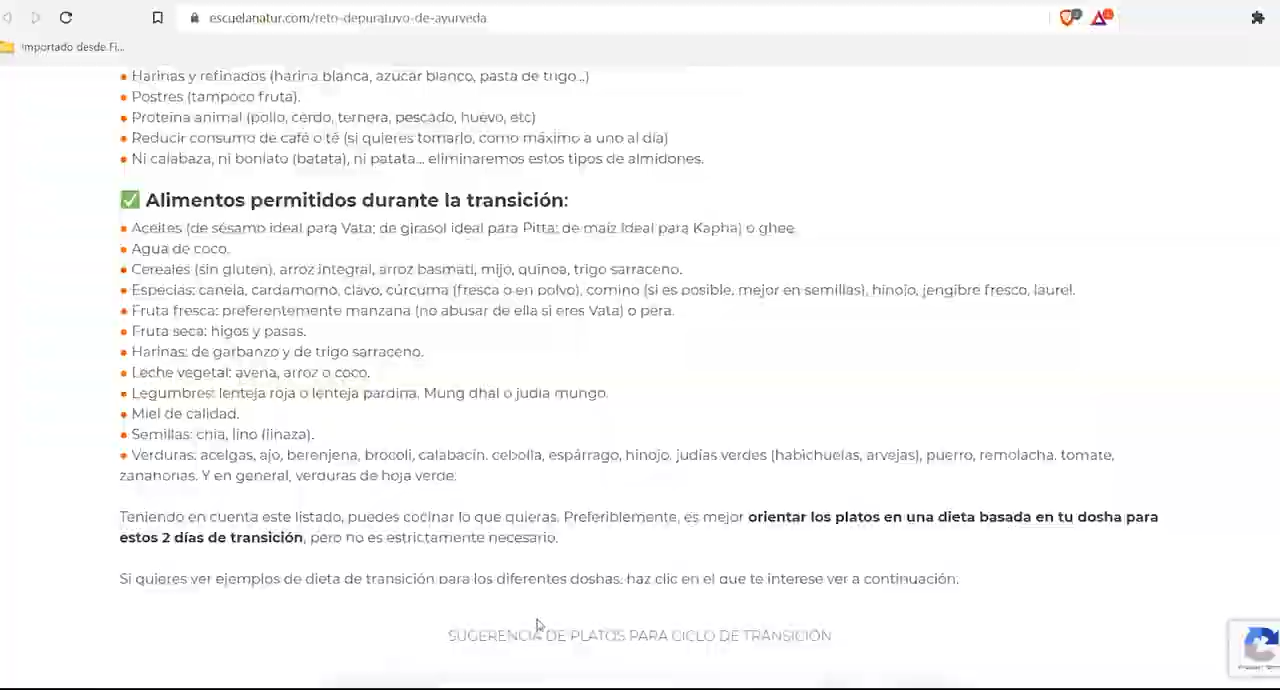 escuelanatur.com/reto-depuratuvo-de-ayurveda
Importado desde Fi...
• Harinas y refinados (harina blanca, azúcar blanco, pasta de trigo...)
• Postres (tampoco fruta).
• Proteína animal (pollo, cerdo, ternera, pescado, huevo, etc)
• Reducir consumo de café o té (si quieres tomarlo, como máximo a uno al día)
• Ni calabaza, ni boniato (batata), ni patata... eliminaremos estos tipos de almidones.
✅ Alimentos permitidos durante la transición:
• Aceites (de sésamo ideal para Vata; de girasol ideal para Pitta; de maíz ideal para Kapha) o ghee
• Agua de coco.
• Cereales (sin gluten), arroz integral, arroz basmati, mijo, quinoa, trigo sarraceno.
• Especias: canela, cardamomo, clavo, cúrcuma (fresca o en polvo), comino (si es posible, mejor en semillas), hinojo, jengibre fresco, laurel.
• Fruta fresca: preferentemente manzana (no abusar de ella si eres Vata) o pera.
• Fruta seca: higos y pasas.
• Harinas: de garbanzo y de trigo sarraceno.
• Leche vegetal: avena, arroz o coco.
• Legumbres: lenteja roja o lenteja pardina. Mung dhal o judía mungo.
• Miel de calidad.
• Semillas: chía, lino (linaza).
• Verduras: acelgas, ajo, berenjena, brócoli, calabacín, cebolla, espárrago, hinojo, judías verdes (habichuelas, arvejas), puerro, remolacha, tomate,
zanahorias. Y en general, verduras de hoja verde.
Teniendo en cuenta este listado, puedes cocinar lo que quieras. Preferiblemente, es mejor orientar los platos en una dieta basada en tu dosha para
estos 2 días de transición, pero no es estrictamente necesario.
Si quieres ver ejemplos de dieta de transición para los diferentes doshas, haz clic en el que te interese ver a continuación.
SUGERENCIA DE PLATOS PARA CICLO DE TRANSICIÓN